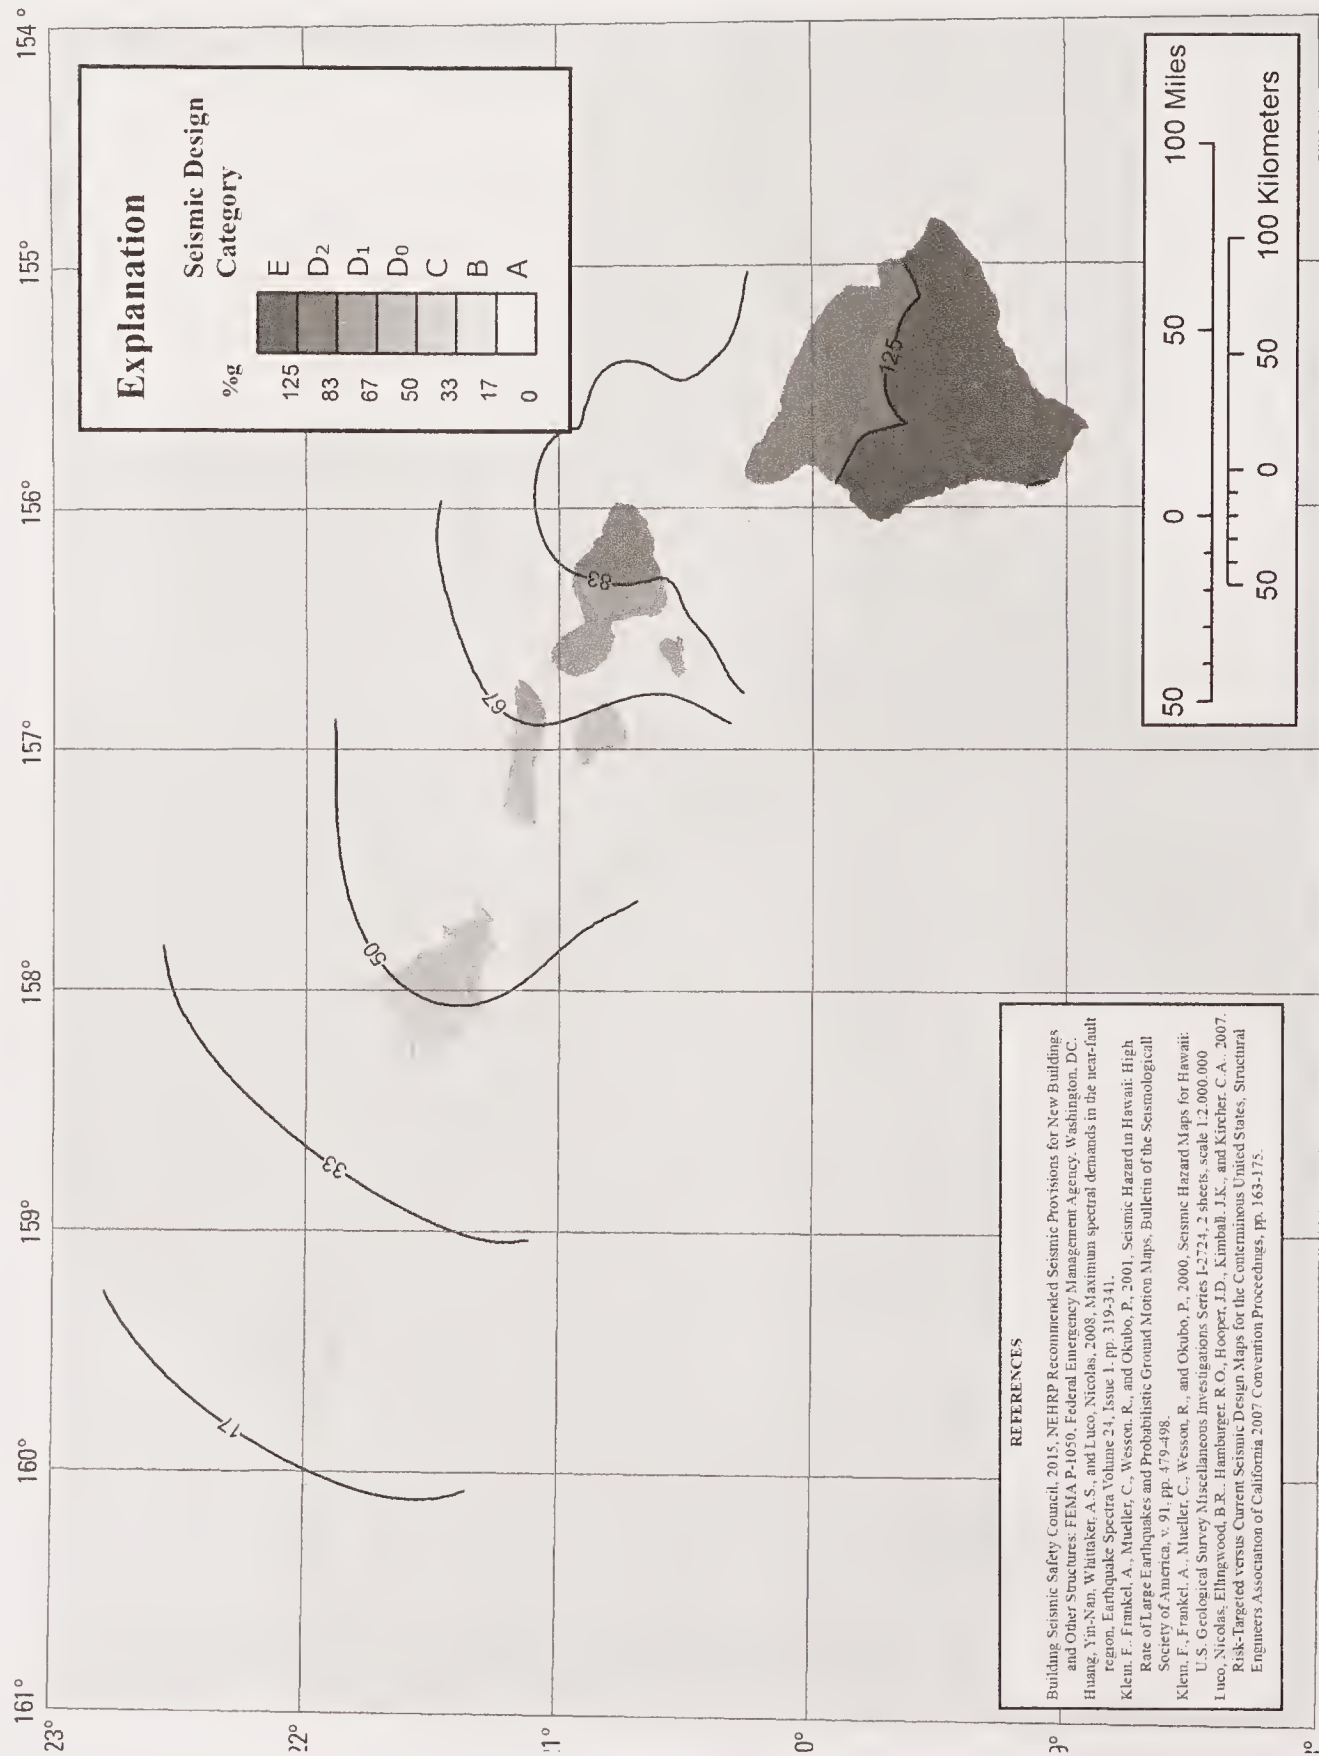 161°
160°
159°
158°
157°
156°
155°
154°
23°
22°
Explanation
Seismic Design
%g
Category
125
E
83
D2
67
D1
50
D0
33
C
17
B
0
A
17
33
50
67
83
125
50
0
50
100 Miles
50
0
50
100 Kilometers
REFERENCES
Building Seismic Safety Council, 2015, NEHRP Recommended Seismic Provisions for New Buildings
and Other Structures: FEMA P-1050, Federal Emergency Management Agency, Washington, DC.
Huang, Yin-Nan, Whittaker, A.S., and Luco, Nicolas, 2008, Maximum spectral demands in the near-fault
region, Earthquake Spectra Volume 24, Issue 1, pp. 319-341.
Klein, F., Frankel, A., Mueller, C., Wesson, R., and Okubo, P., 2001, Seismic Hazard in Hawaii: High
Rate of Large Earthquakes and Probabilistic Ground Motion Maps, Bulletin of the Seismological
Society of America, v. 91, pp. 479-498.
Klein, F., Frankel, A., Mueller, C., Wesson, R., and Okubo, P., 2000, Seismic Hazard Maps for Hawaii:
U.S. Geological Survey Miscellaneous Investigations Series I-2724, 2 sheets, scale 1:2,000,000
Luco, Nicolas, Ellingwood, B.R., Hamburger, R.O., Hooper, J.D., Kimball, J.K., and Kircher, C.A., 2007,
Risk-Targeted versus Current Seismic Design Maps for the Conterminous United States, Structural
Engineers Association of California 2007 Convention Proceedings, pp. 163-175.